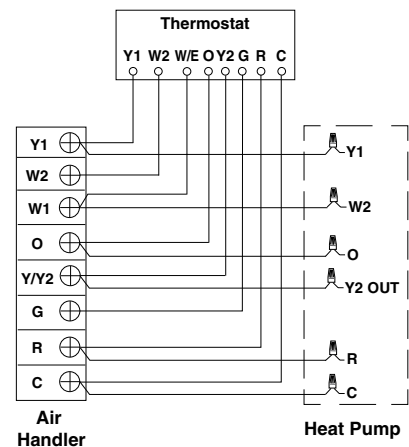 Thermostat
Y1 W2 W/E O Y2 G R C
Y1
Y1
W2
W1
W2
O
O
Y/Y2
Y2 OUT
G
R
R
C
C
Air
Handler
Heat Pump